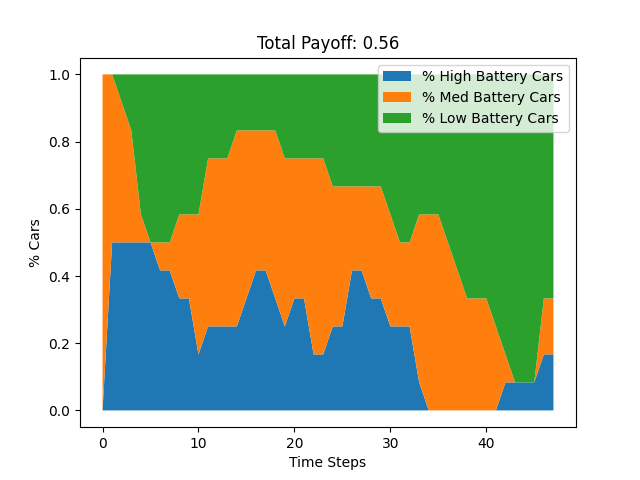 Total Payoff: 0.56
% High Battery Cars
% Med Battery Cars
% Low Battery Cars
% Cars
1.0
0.8
0.6
0.4
0.2
0.0
0 10 20 30 40
Time Steps